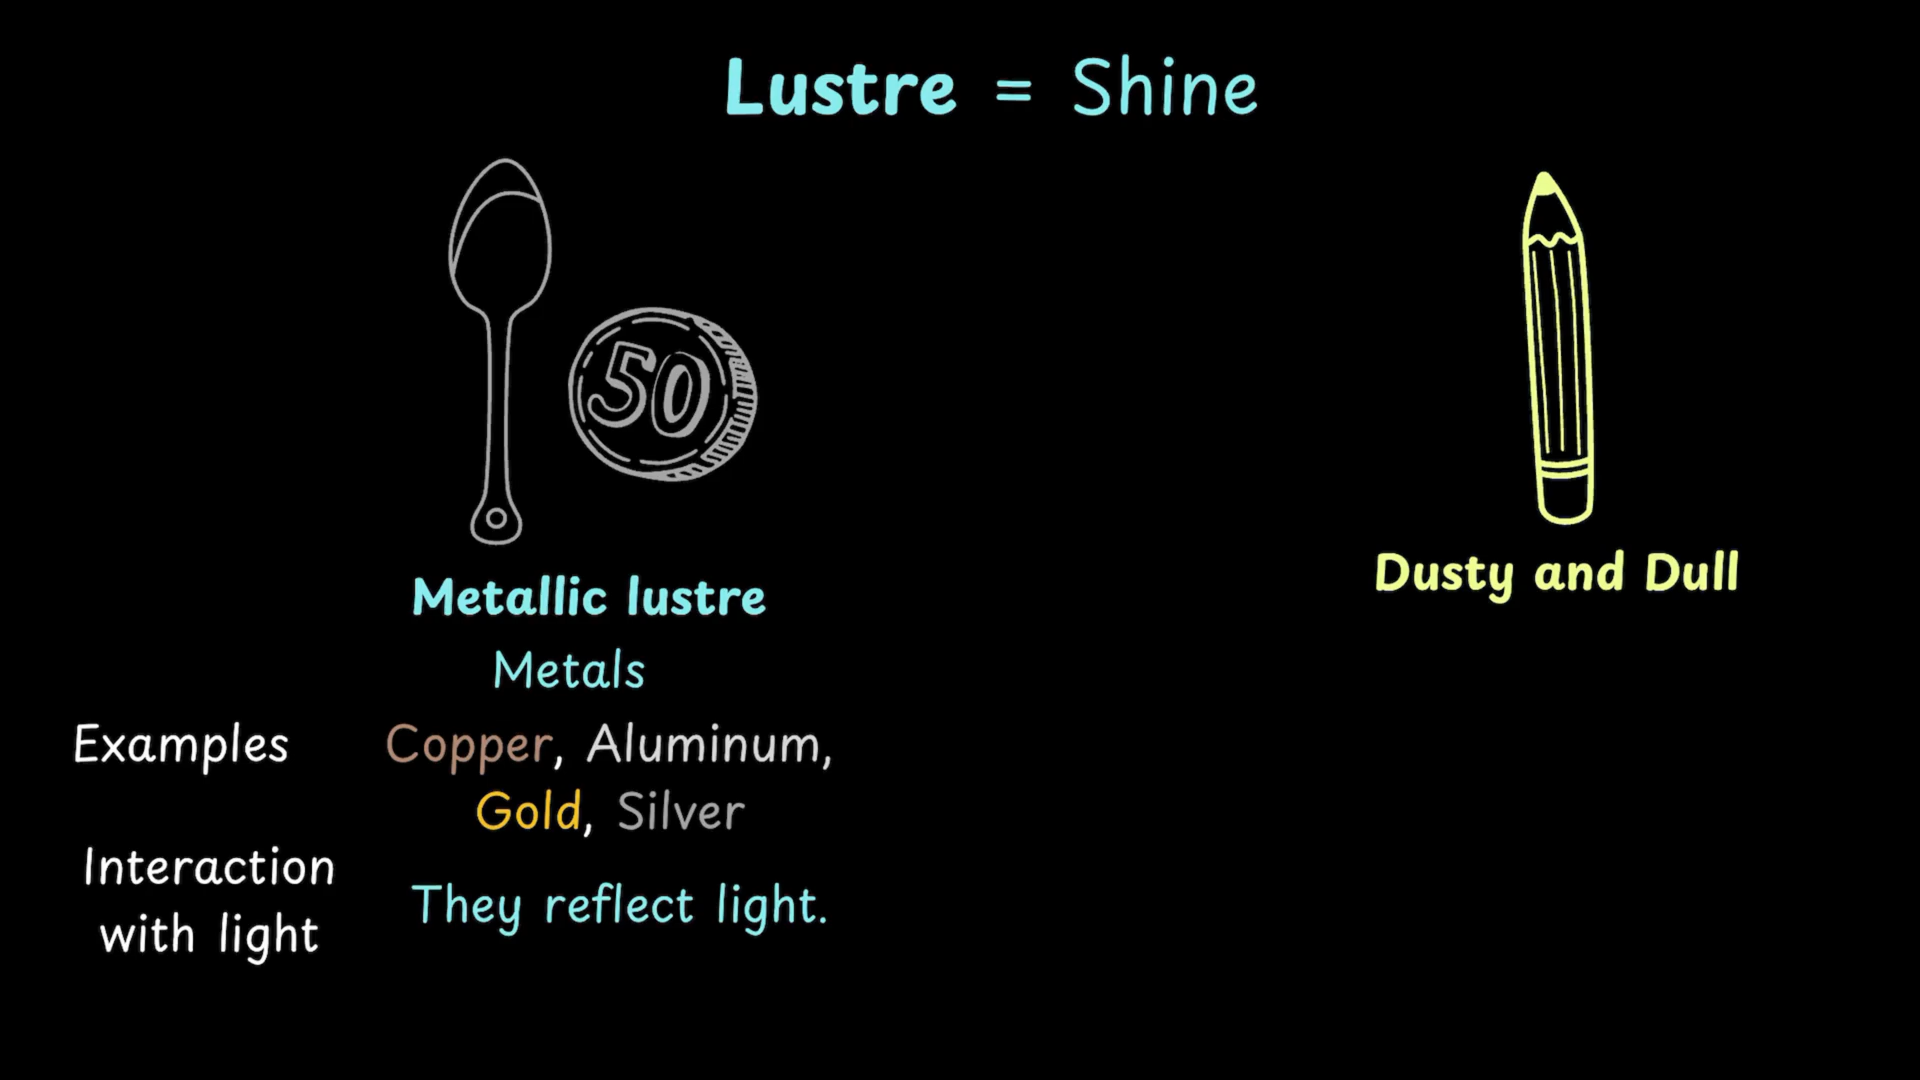 Lustre = Shine
50
Metallic lustre
Dusty and Dull
Metals
Examples
Copper, Aluminum,
Gold, Silver
Interaction
with light
They reflect light.